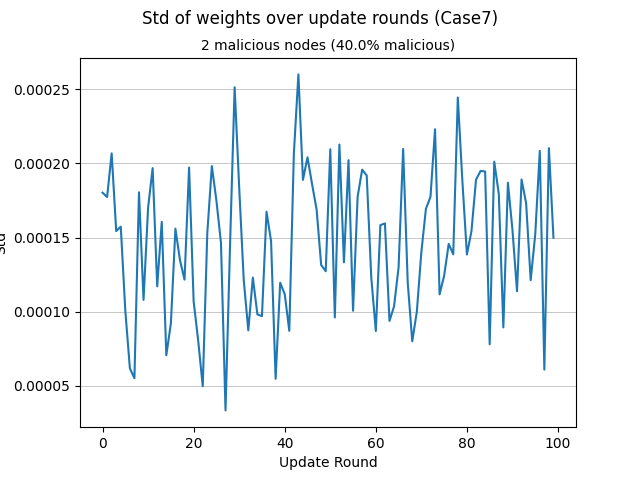 Std of weights over update rounds (Case7)
2 malicious nodes (40.0% malicious)
0.00025
0.00020
0.00015
0.00010
0.00005
Std
0
20
40
60
80
100
Update Round